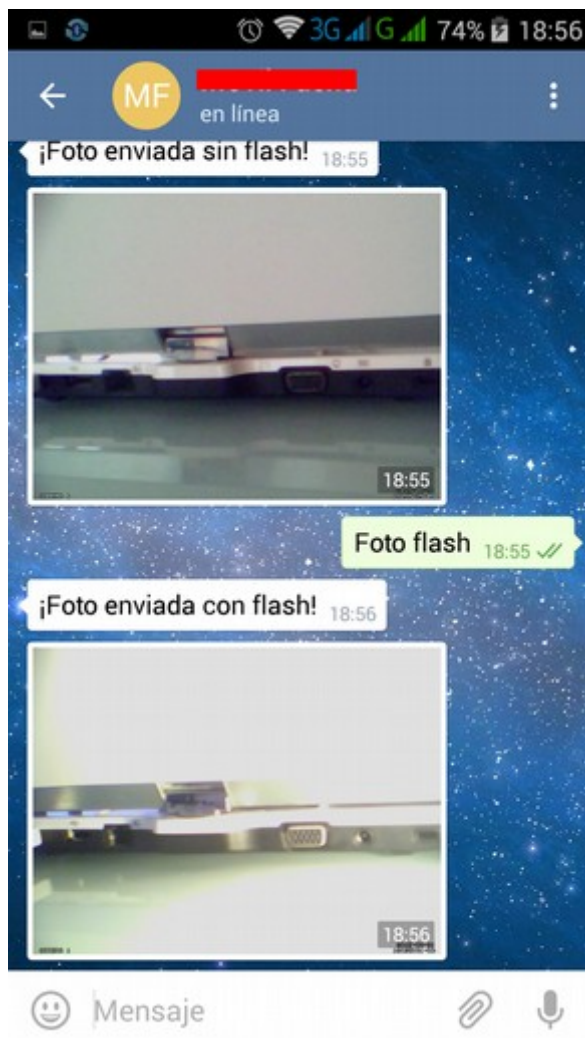 3G G 74% 18:56
MF
en línea
¡Foto enviada sin flash! 18:55
18:55
Foto flash 18:55
¡Foto enviada con flash! 18:56
18:56
Mensaje